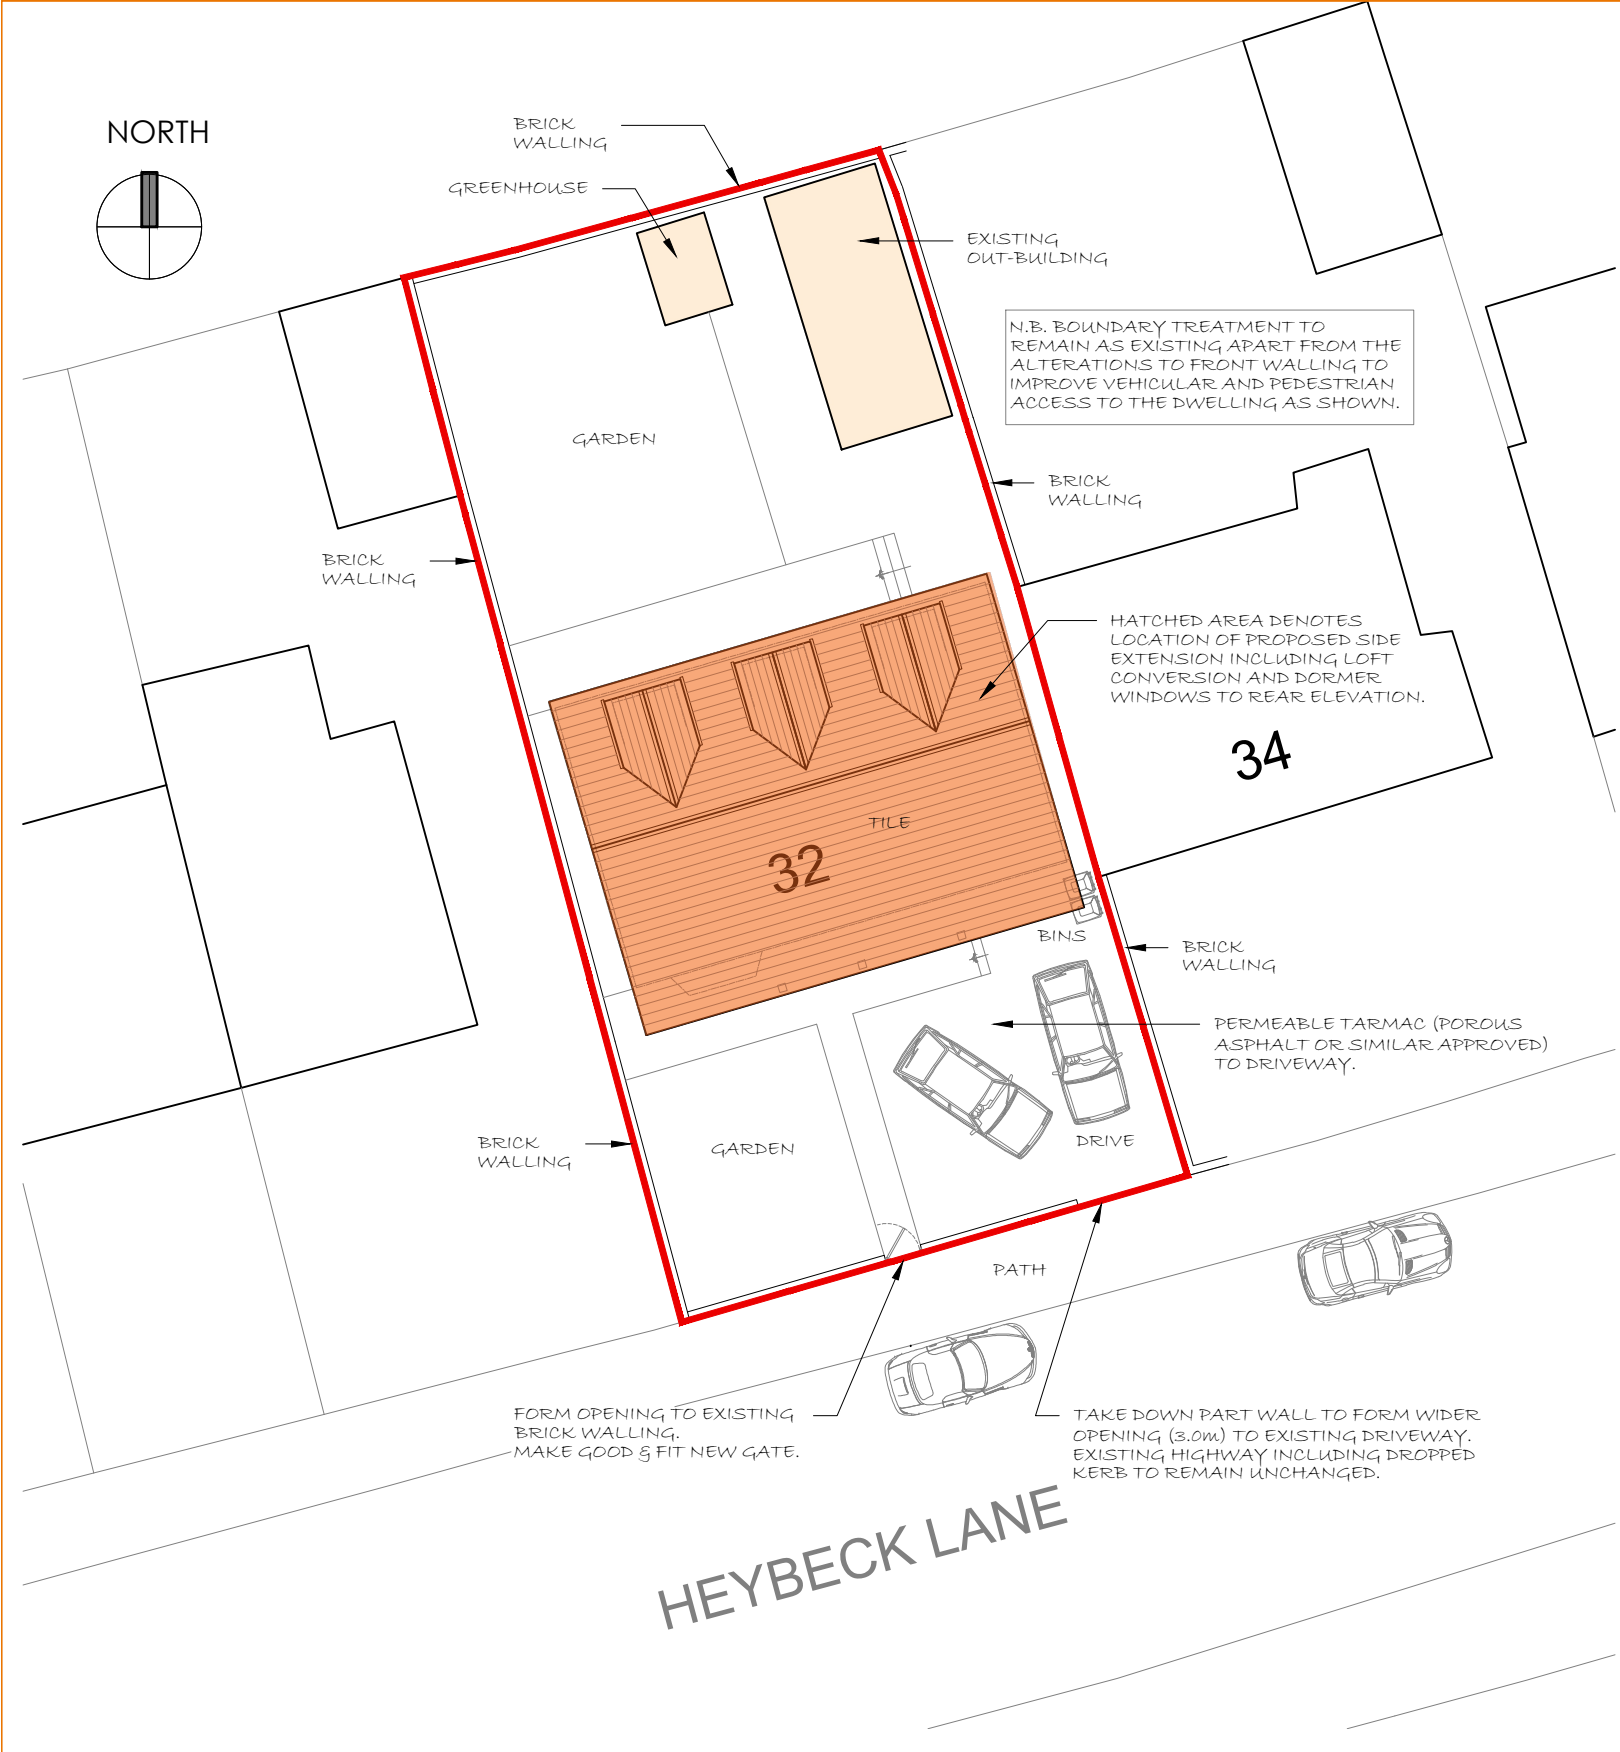 NORTH
BRICK
WALLING
GREENHOUSE
EXISTING
OUT-BUILDING
N.B. BOUNDARY TREATMENT TO
REMAIN AS EXISTING APART FROM THE
ALTERATIONS TO FRONT WALLING TO
IMPROVE VEHICULAR AND PEDESTRIAN
ACCESS TO THE DWELLING AS SHOWN.
GARDEN
BRICK
WALLING
BRICK
WALLING
HATCHED AREA DENOTES
LOCATION OF PROPOSED SIDE
EXTENSION INCLUDING LOFT
CONVERSION AND DORMER
WINDOWS TO REAR ELEVATION.
34
TILE
32
BINS
BRICK
WALLING
PERMEABLE TARMAC (POROUS
ASPHALT OR SIMILAR APPROVED)
TO DRIVEWAY.
BRICK
WALLING
GARDEN
DRIVE
PATH
FORM OPENING TO EXISTING
BRICK WALLING.
MAKE GOOD & FIT NEW GATE.
TAKE DOWN PART WALL TO FORM WIDER
OPENING (3.0m) TO EXISTING DRIVEWAY.
EXISTING HIGHWAY INCLUDING DROPPED
KERB TO REMAIN UNCHANGED.
HEYBECK LANE